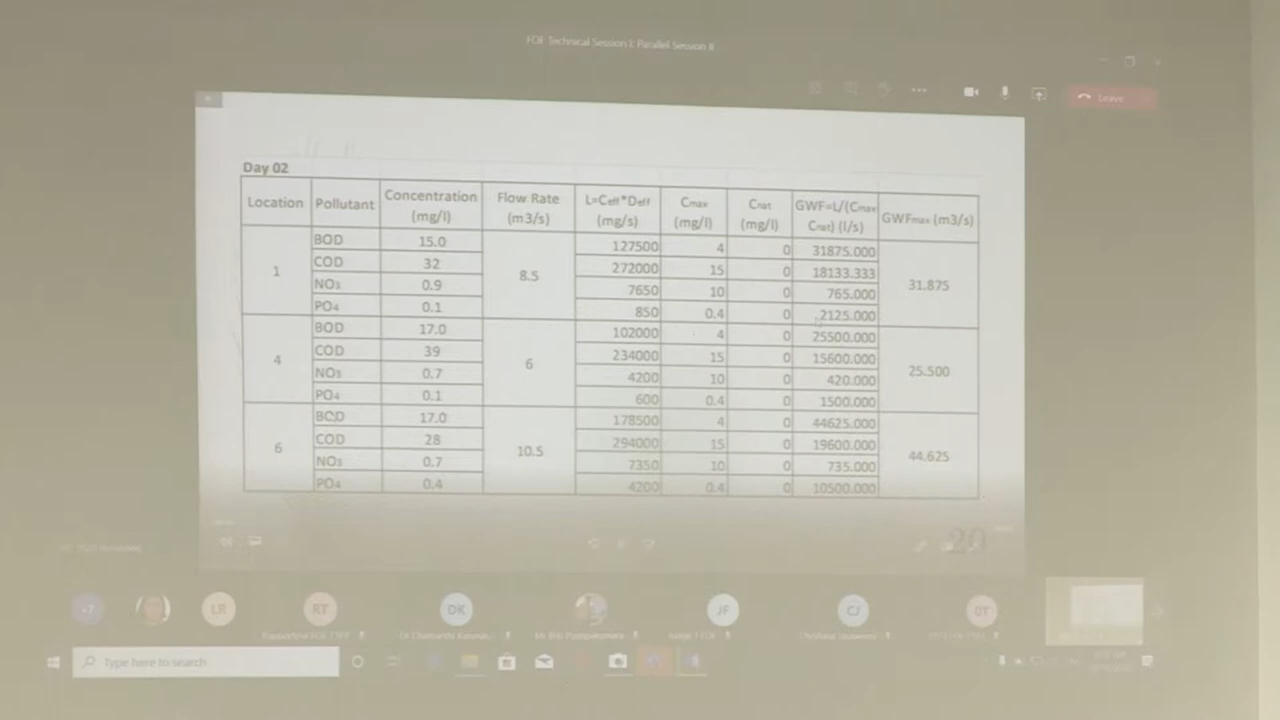 FOE Technical Session I: Parallel Session II
Leave
Day 02
Location Pollutant Concentration (mg/l) Flow Rate (m3/s) L=Ceff*Deff (mg/s) Cmax (mg/l) Cnat (mg/l) GWF=L/(Cmax Cnat) (l/s) GWFmax (m3/s)
1 BOD 15.0 8.5 127500 4 0 31875.000 31.875
COD 32 272000 15 0 18133.333
NO3 0.9 7650 10 0 765.000
PO4 0.1 850 0.4 0 2125.000
4 BOD 17.0 6 102000 4 0 25500.000 25.500
COD 39 234000 15 0 15600.000
NO3 0.7 4200 10 0 420.000
PO4 0.1 600 0.4 0 1500.000
6 BOD 17.0 10.5 178500 4 0 44625.000 44.625
COD 28 294000 15 0 19600.000
NO3 0.7 7350 10 0 735.000
PO4 0.4 4200 0.4 0 10500.000
20
+7 LR RT DK JF CJ DT
Type here to search